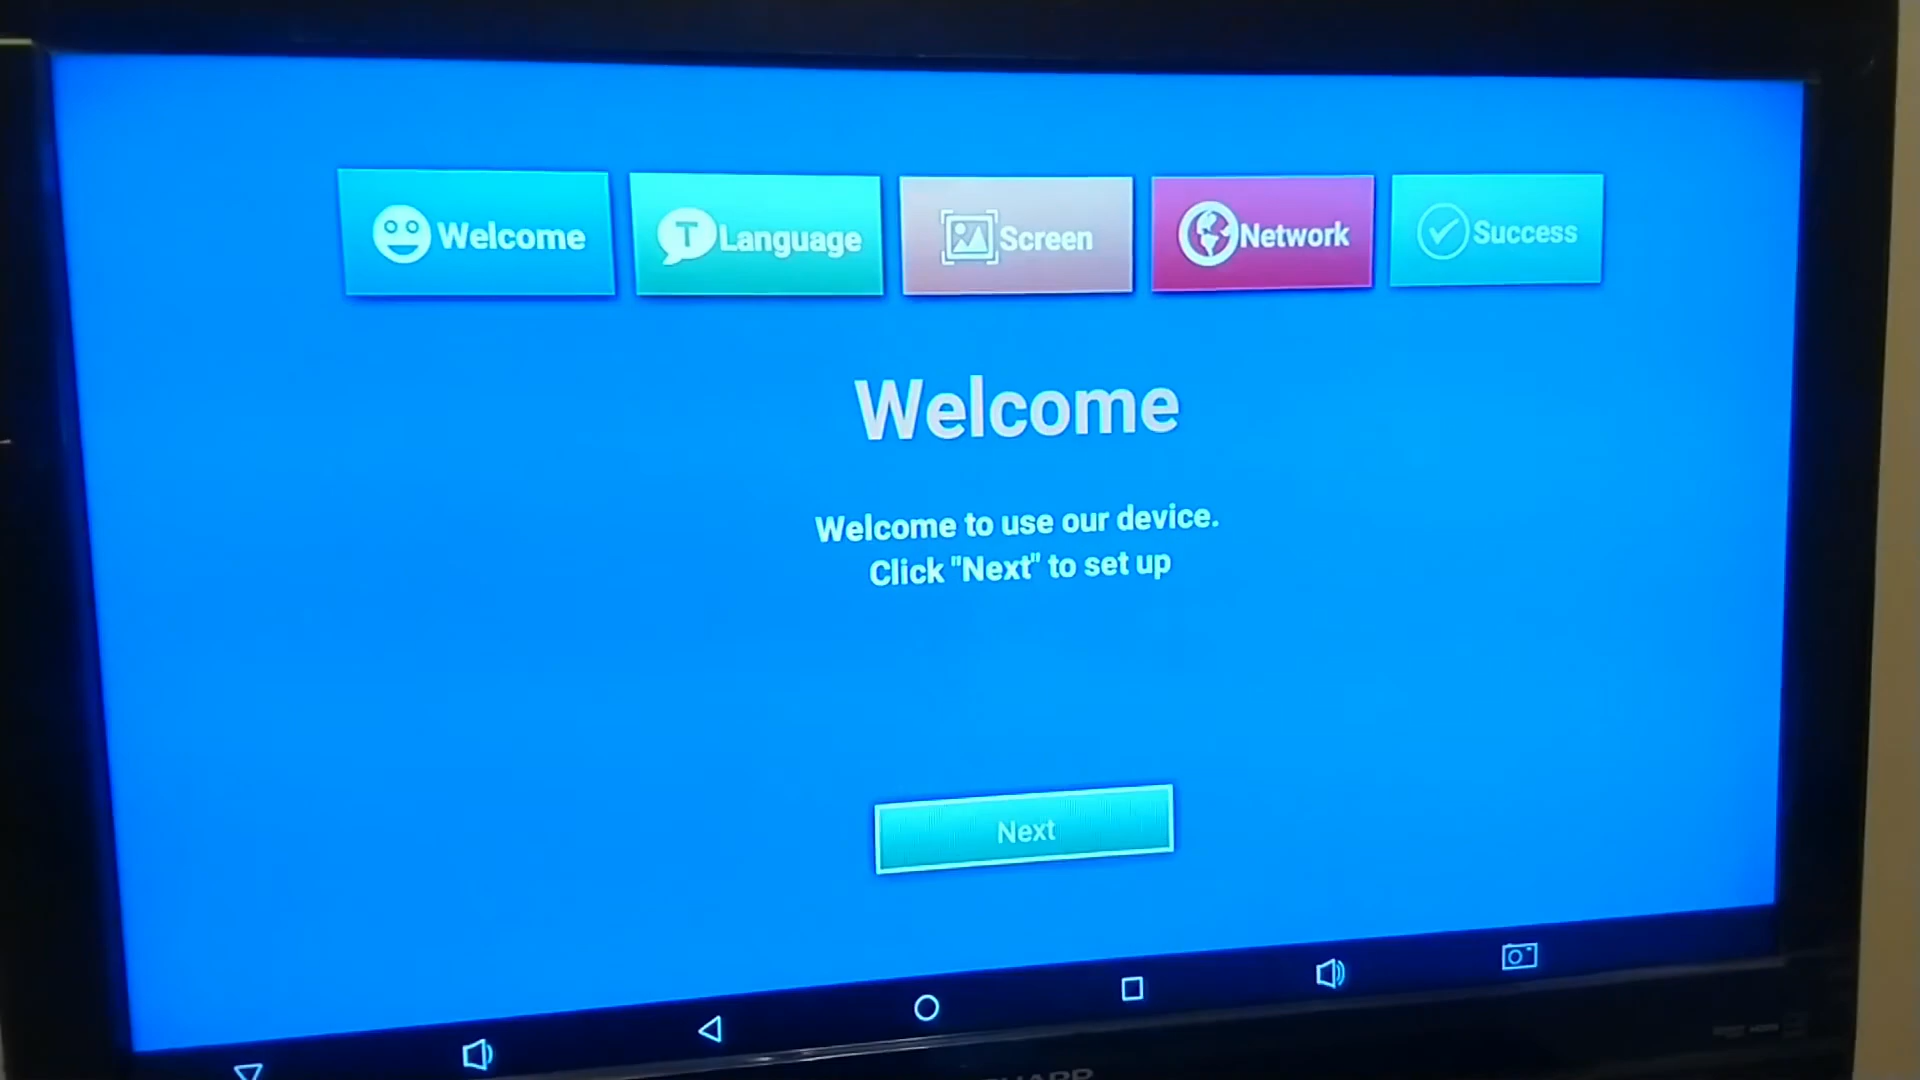 Welcome
Language
Screen
Network
Success
Welcome
Welcome to use our device.
Click "Next" to set up
Next